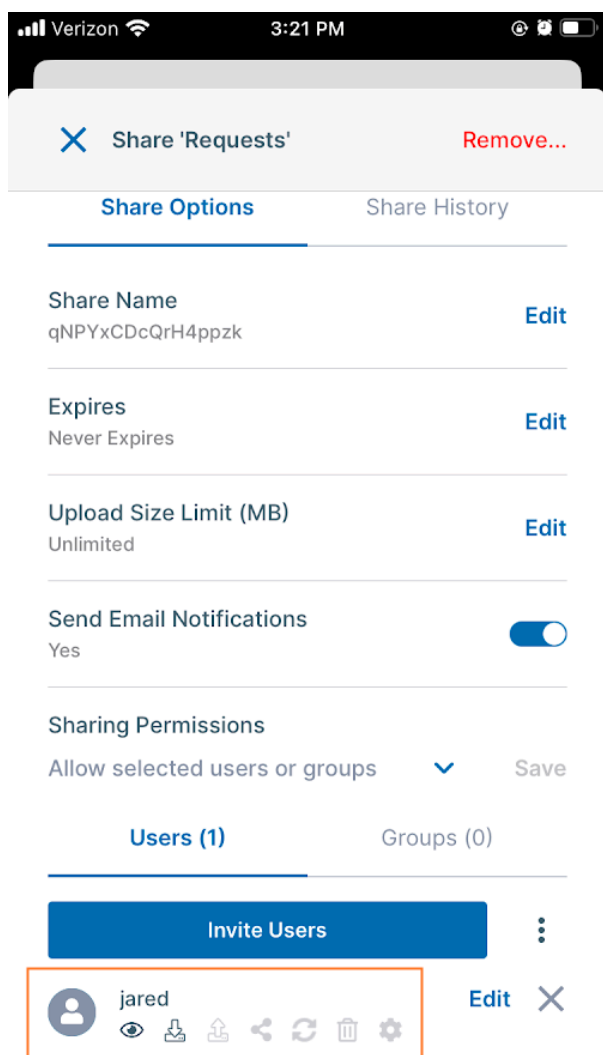 Verizon 3:21 PM
Share 'Requests' Remove...
Share Options Share History
Share Name
Edit
qNPYxCDcQrH4ppzk
Expires
Edit
Never Expires
Upload Size Limit (MB)
Edit
Unlimited
Send Email Notifications
Yes
Sharing Permissions
Allow selected users or groups Save
Users (1) Groups (0)
Invite Users
jared Edit